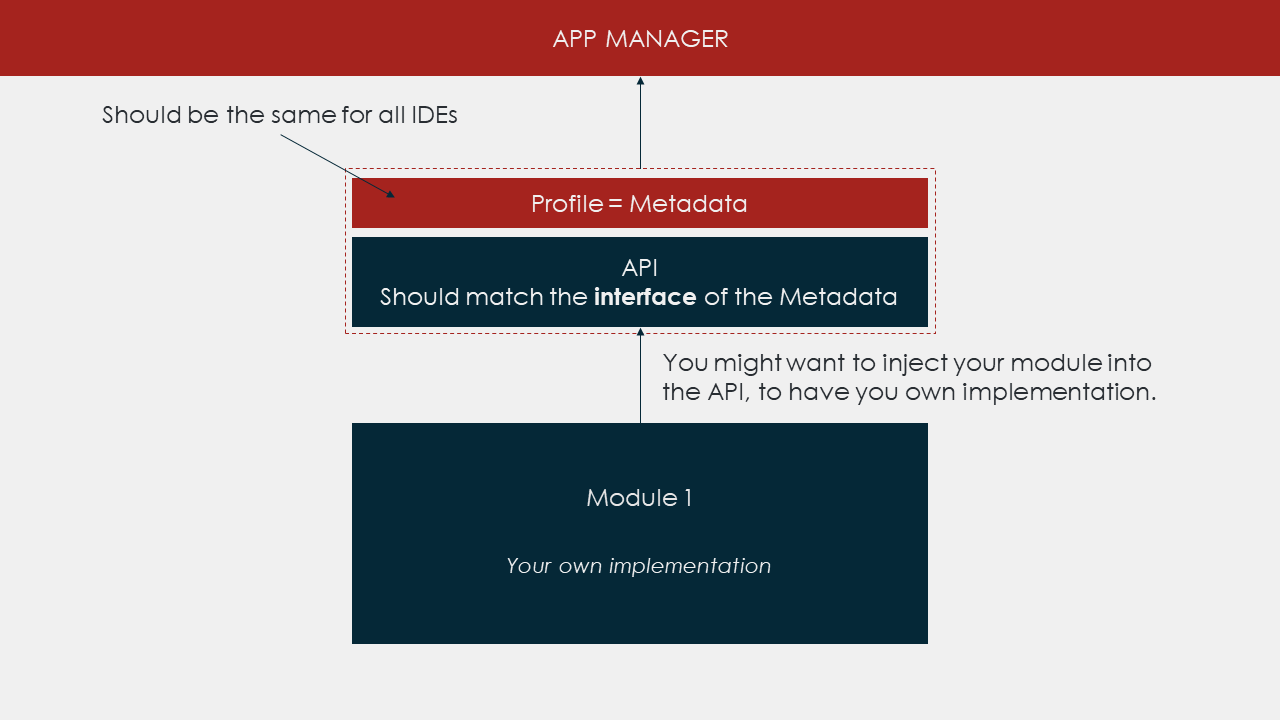 APP MANAGER
Should be the same for all IDEs
Profile = Metadata
API
Should match the interface of the Metadata
You might want to inject your module into
the API, to have you own implementation.
Module 1
Your own implementation